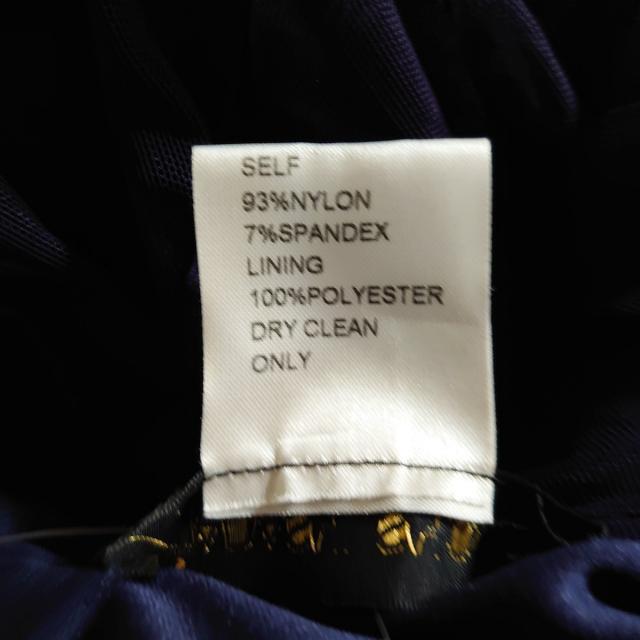 SELF
93%NYLON
7%SPANDEX
LINING
100%POLYESTER
DRY CLEAN
ONLY